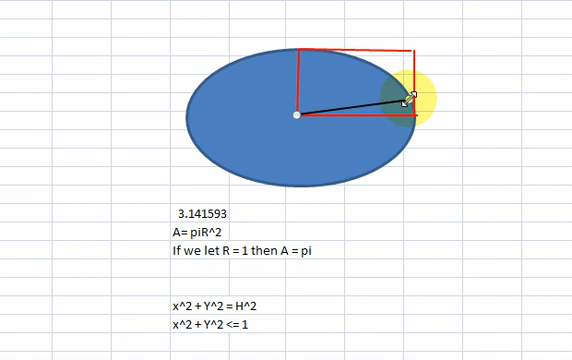 3.141593
A= piR^2
If we let R = 1 then A = pi
x^2 + Y^2 = H^2
x^2 + Y^2 <= 1